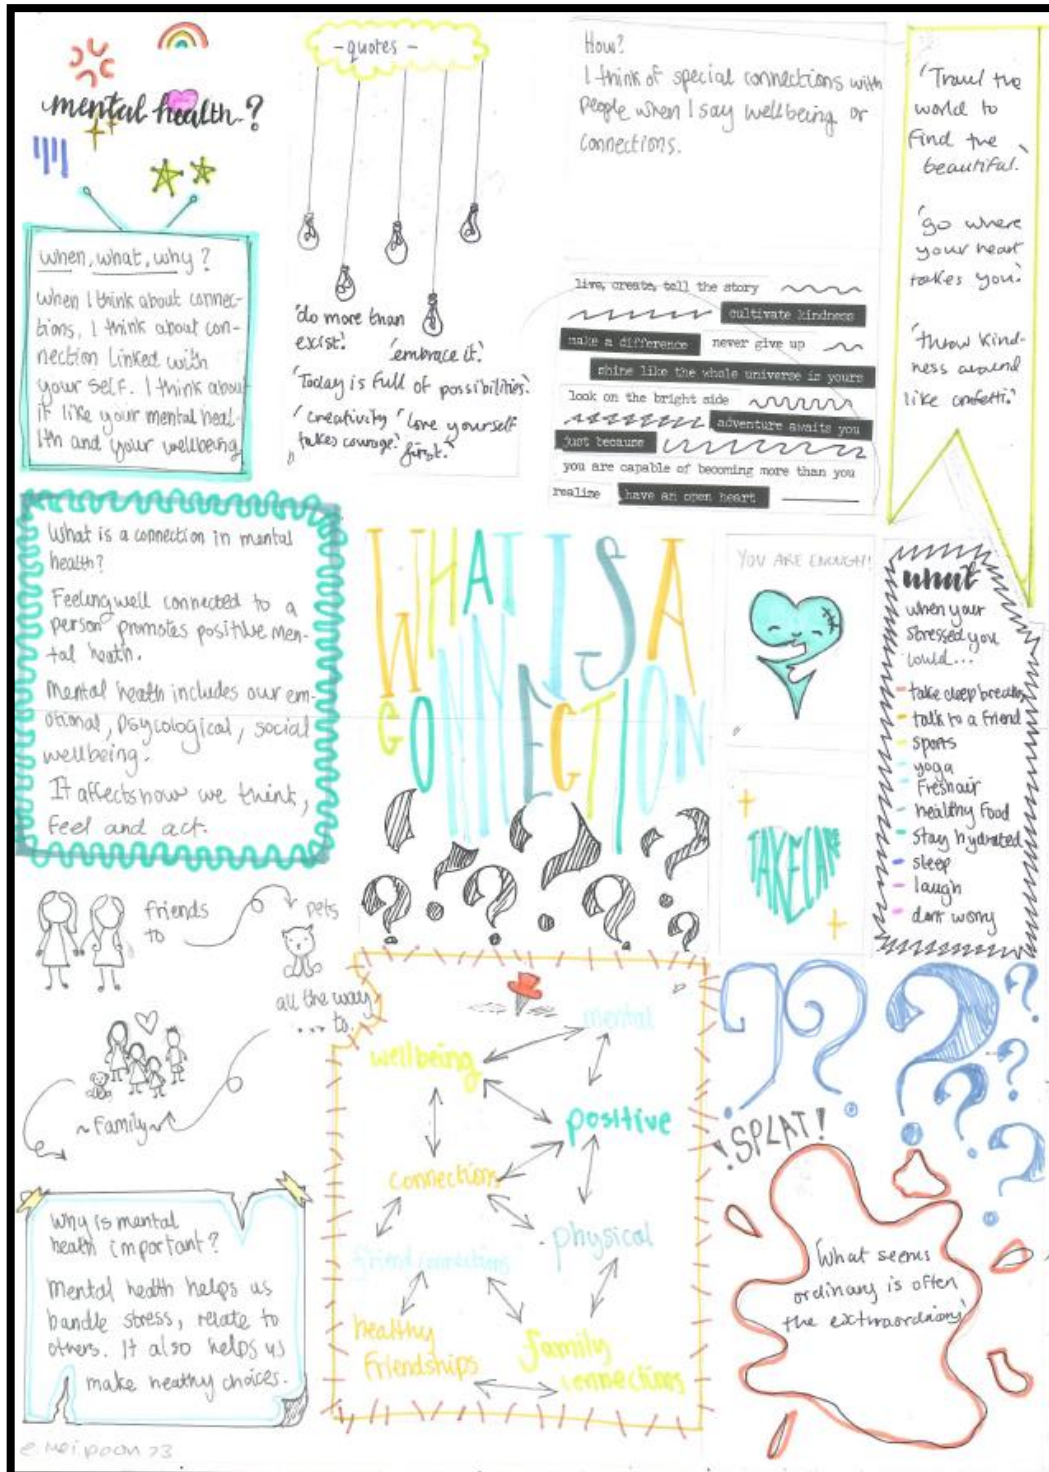 mental health?
when, what, why?
when I think about connec-
tions, I think about con-
nection linked with
your self. I think about
it like your mental heal-
lth and your wellbeing
- quotes -
'do more than
exist.'
'embrace it.'
'Today is full of possibilities.'
'creativity
takes courage.'
'Love yourself
first.'
How?
I think of special connections with
people when I say wellbeing or
connections.
live, create, tell the story
cultivate kindness
make a difference never give up
shine like the whole universe is yours
look on the bright side
adventure awaits you
just because
you are capable of becoming more than you
realize have an open heart
'Travel the
world to
find the
beautiful.'
'go where
your heart
takes you.'
'throw kind-
ness around
like confetti.'
What is a connection in mental
health?
Feeling well connected to a
person promotes positive men-
tal heath.
Mental heath includes our em-
otional, psycological, social
wellbeing.
It affects how we think,
feel and act.
WHAT IS A
CONNECTION
YOU ARE ENOUGH!
TAKE CARE
what
when your
stressed you
could...
- take deep breaths
- talk to a friend
- sports
- yoga
- Fresh air
- healthy food
- stay hydrated
- sleep
- laugh
- dont worry
friends
to
pets
all the way
... to
~ family ~
Why is mental
health important?
Mental health helps us
handle stress, relate to
others. It also helps us
make heathy choices.
mental
wellbeing
positive
connections
physical
friend connections
healthy
friendships
family
connections
!SPLAT!
'What seems
ordinary is often
the extraordinary'